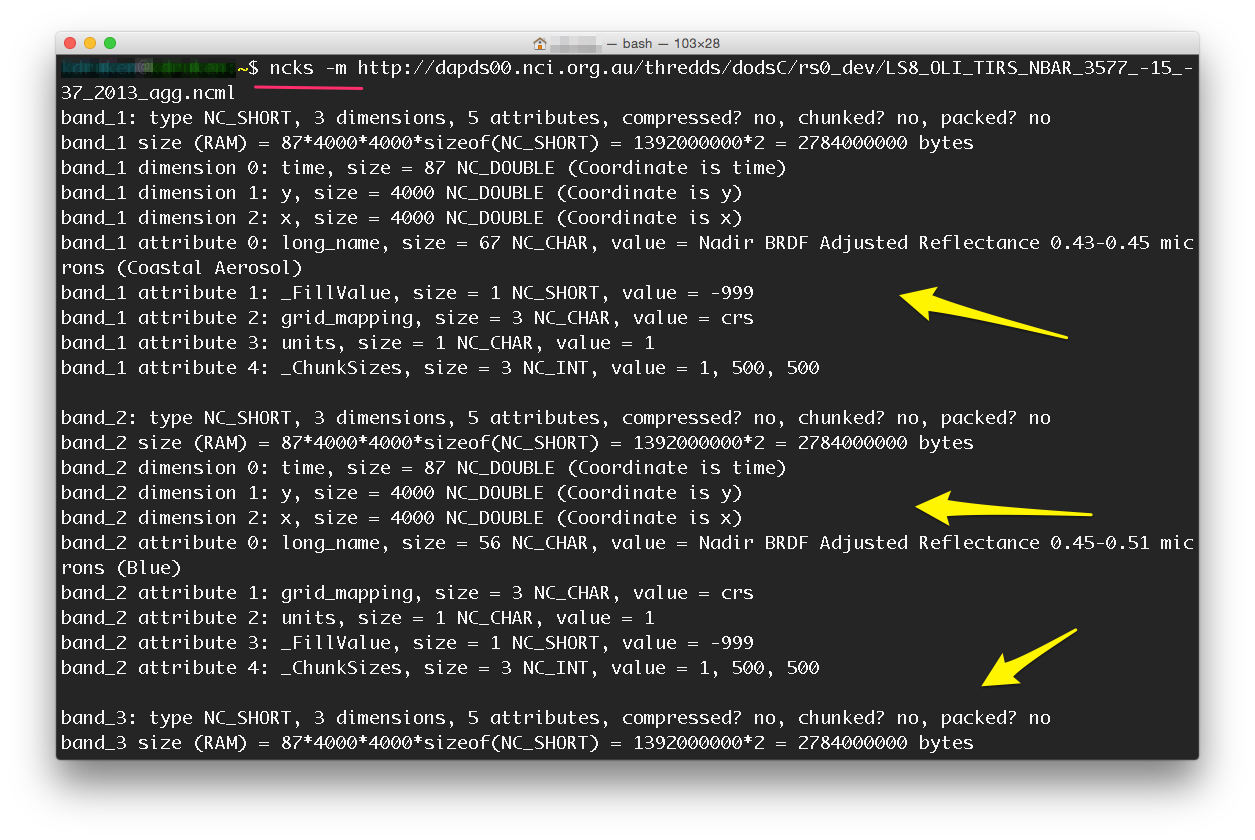 — bash — 103×28
~$ ncks -m http://dapds00.nci.org.au/thredds/dodsC/rs0_dev/LS8_OLI_TIRS_NBAR_3577_-15_-
37_2013_agg.ncml
band_1: type NC_SHORT, 3 dimensions, 5 attributes, compressed? no, chunked? no, packed? no
band_1 size (RAM) = 87*4000*4000*sizeof(NC_SHORT) = 1392000000*2 = 2784000000 bytes
band_1 dimension 0: time, size = 87 NC_DOUBLE (Coordinate is time)
band_1 dimension 1: y, size = 4000 NC_DOUBLE (Coordinate is y)
band_1 dimension 2: x, size = 4000 NC_DOUBLE (Coordinate is x)
band_1 attribute 0: long_name, size = 67 NC_CHAR, value = Nadir BRDF Adjusted Reflectance 0.43-0.45 mic
rons (Coastal Aerosol)
band_1 attribute 1: _FillValue, size = 1 NC_SHORT, value = -999
band_1 attribute 2: grid_mapping, size = 3 NC_CHAR, value = crs
band_1 attribute 3: units, size = 1 NC_CHAR, value = 1
band_1 attribute 4: _ChunkSizes, size = 3 NC_INT, value = 1, 500, 500
band_2: type NC_SHORT, 3 dimensions, 5 attributes, compressed? no, chunked? no, packed? no
band_2 size (RAM) = 87*4000*4000*sizeof(NC_SHORT) = 1392000000*2 = 2784000000 bytes
band_2 dimension 0: time, size = 87 NC_DOUBLE (Coordinate is time)
band_2 dimension 1: y, size = 4000 NC_DOUBLE (Coordinate is y)
band_2 dimension 2: x, size = 4000 NC_DOUBLE (Coordinate is x)
band_2 attribute 0: long_name, size = 56 NC_CHAR, value = Nadir BRDF Adjusted Reflectance 0.45-0.51 mic
rons (Blue)
band_2 attribute 1: grid_mapping, size = 3 NC_CHAR, value = crs
band_2 attribute 2: units, size = 1 NC_CHAR, value = 1
band_2 attribute 3: _FillValue, size = 1 NC_SHORT, value = -999
band_2 attribute 4: _ChunkSizes, size = 3 NC_INT, value = 1, 500, 500
band_3: type NC_SHORT, 3 dimensions, 5 attributes, compressed? no, chunked? no, packed? no
band_3 size (RAM) = 87*4000*4000*sizeof(NC_SHORT) = 1392000000*2 = 2784000000 bytes